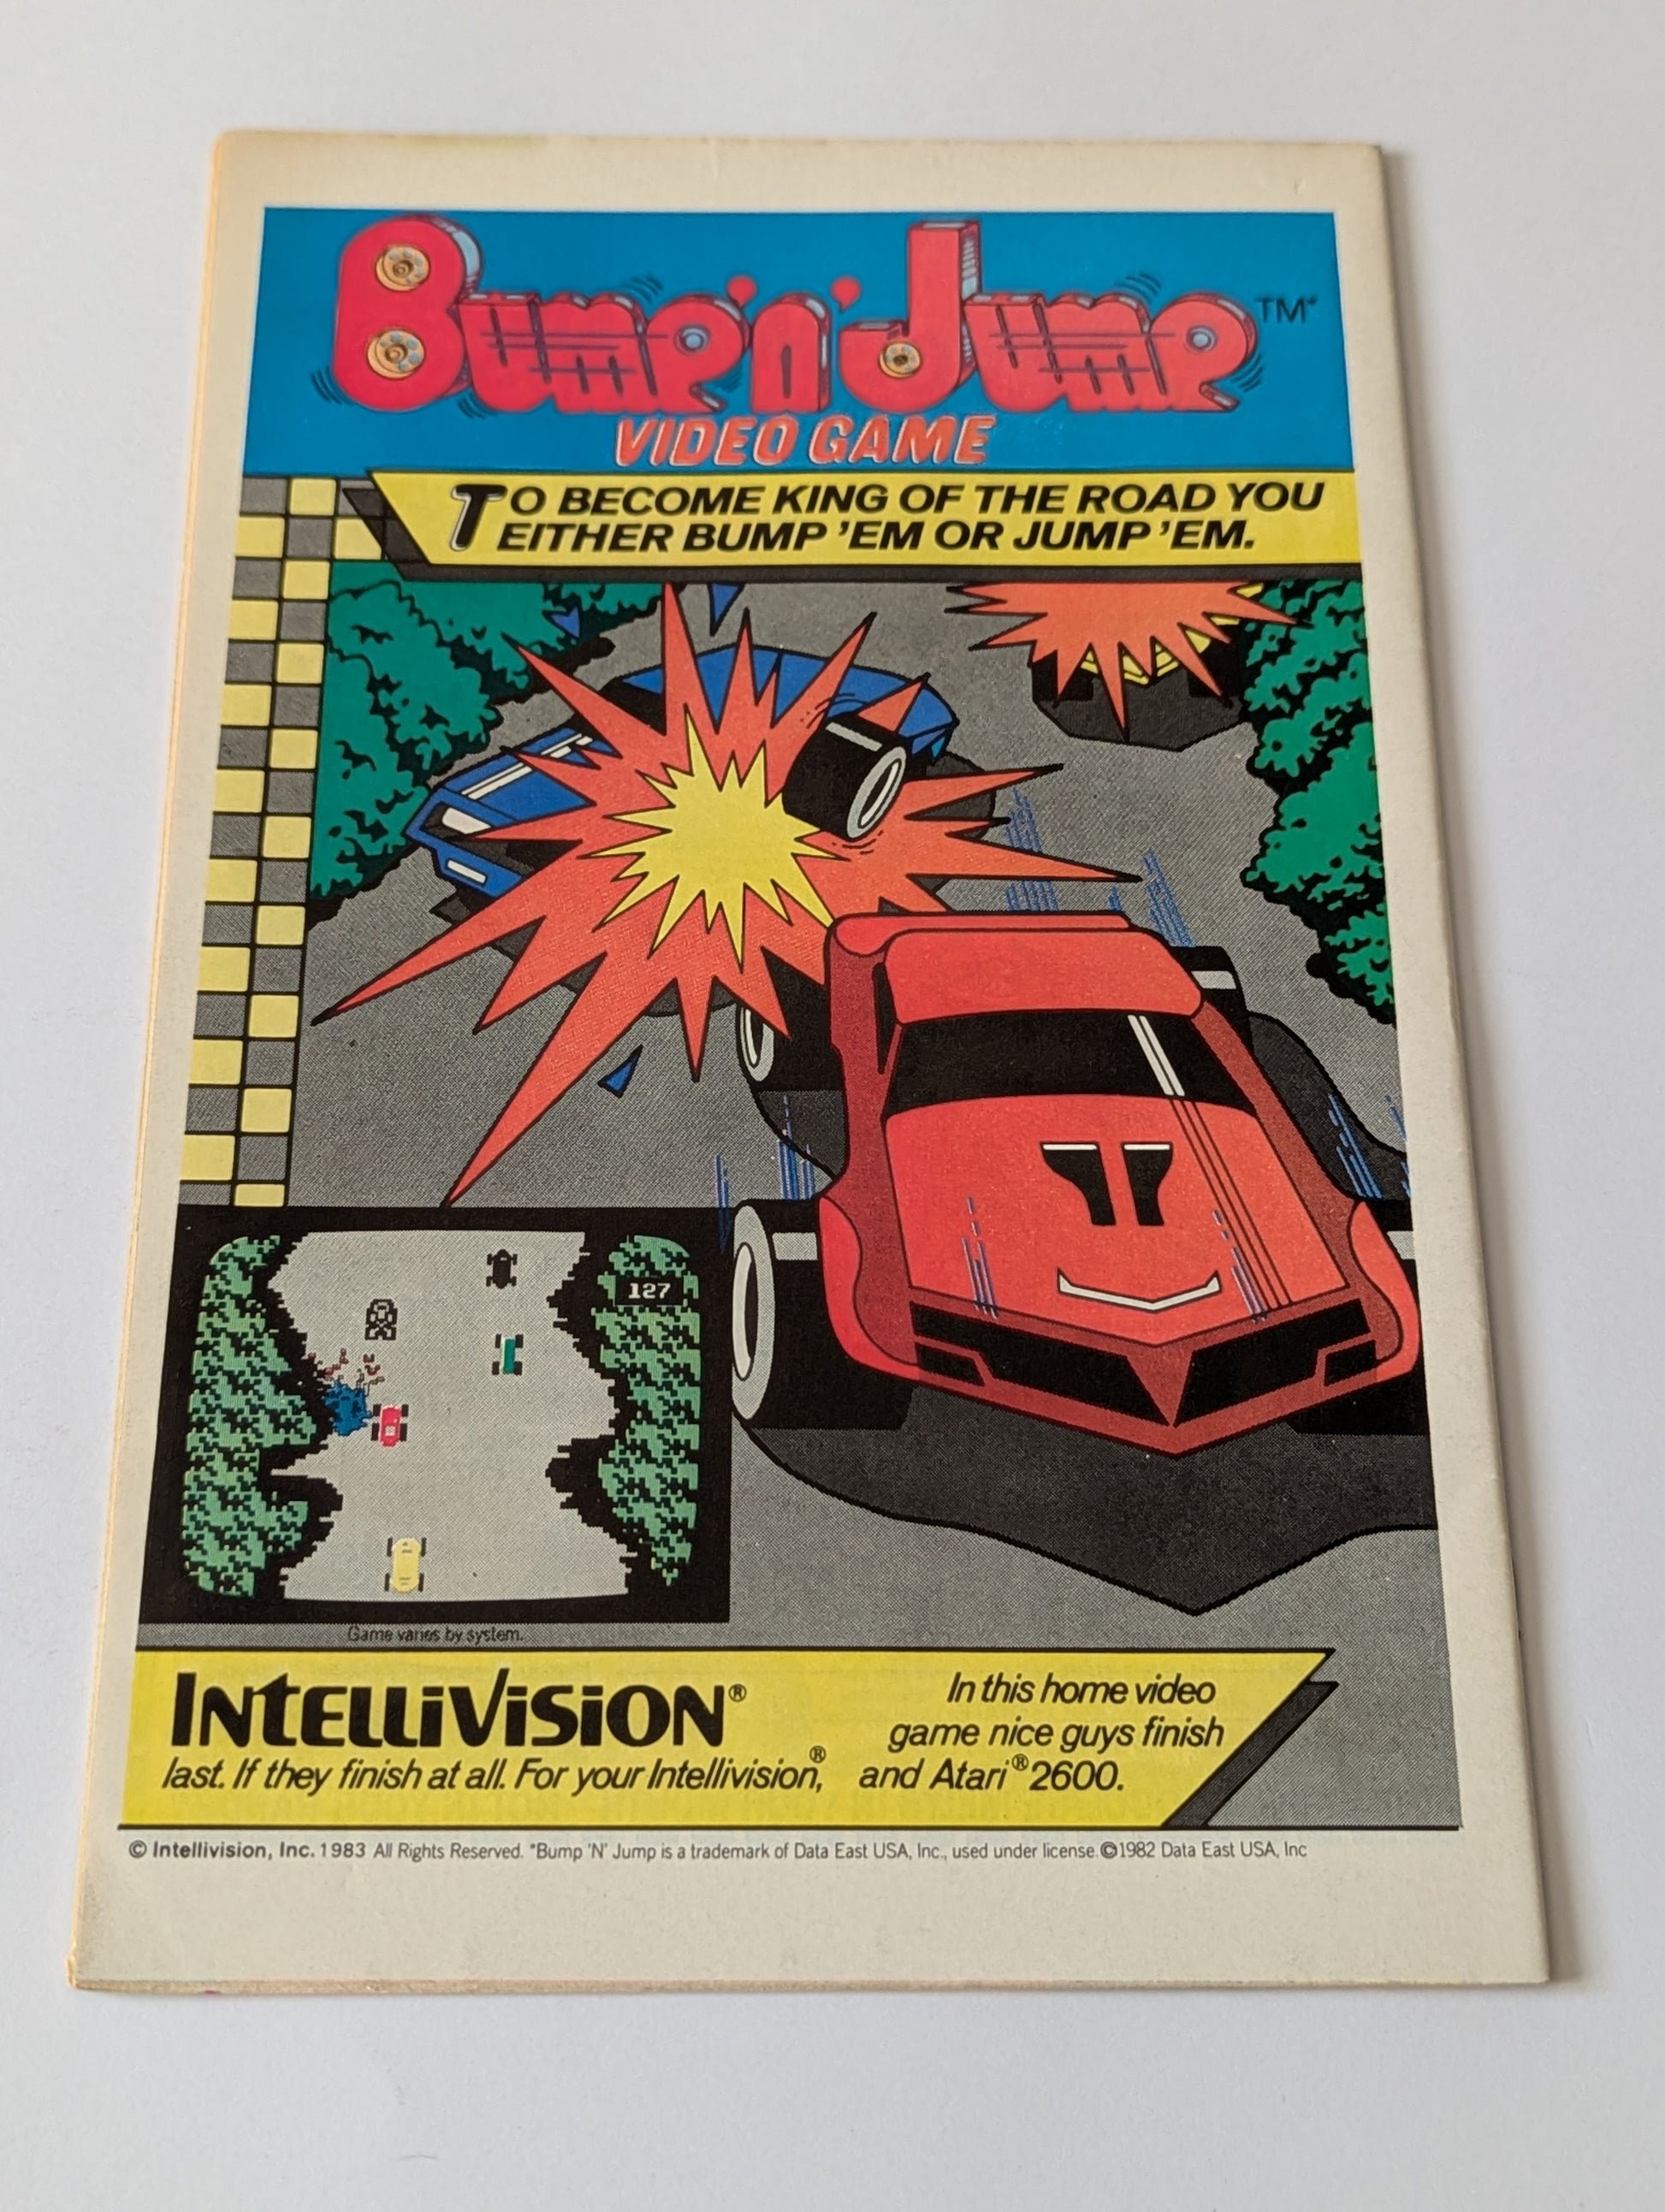 Bump 'n' Jump TM*
VIDEO GAME
TO BECOME KING OF THE ROAD YOU
EITHER BUMP 'EM OR JUMP 'EM.
127
Game varies by system.
INTELLIVISION®
In this home video
game nice guys finish
last. If they finish at all. For your Intellivision,® and Atari® 2600.
© Intellivision, Inc. 1983 All Rights Reserved. *Bump 'N' Jump is a trademark of Data East USA, Inc., used under license. ©1982 Data East USA, Inc